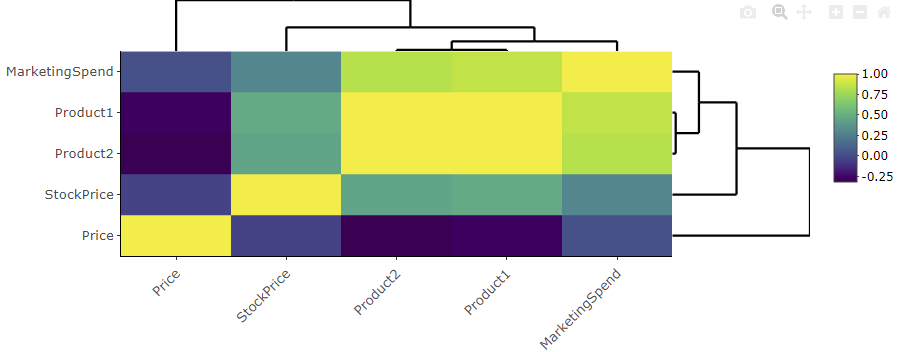 MarketingSpend
Product1
Product2
StockPrice
Price
Price
StockPrice
Product2
Product1
MarketingSpend
1.00
0.75
0.50
0.25
0.00
-0.25